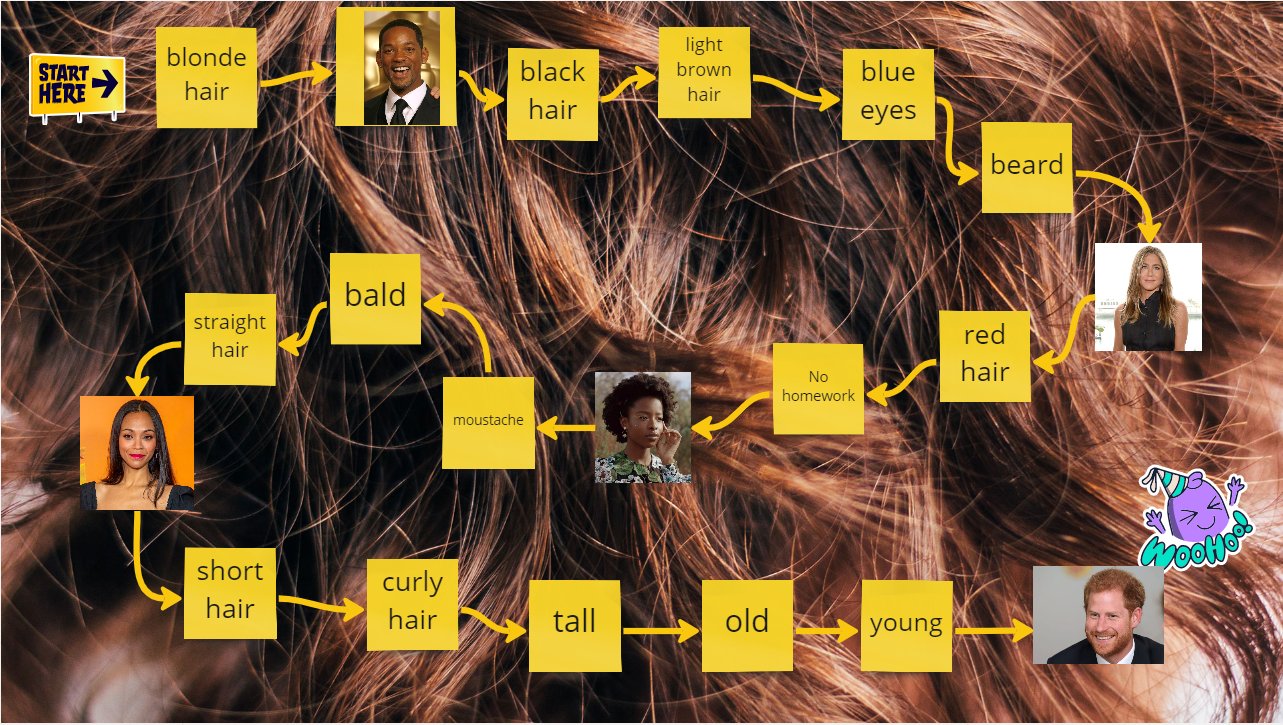 START
HERE
blonde
hair
black
hair
light
brown
hair
blue
eyes
beard
red
hair
No
homework
moustache
bald
straight
hair
short
hair
curly
hair
tall
old
young
WOOHOO!